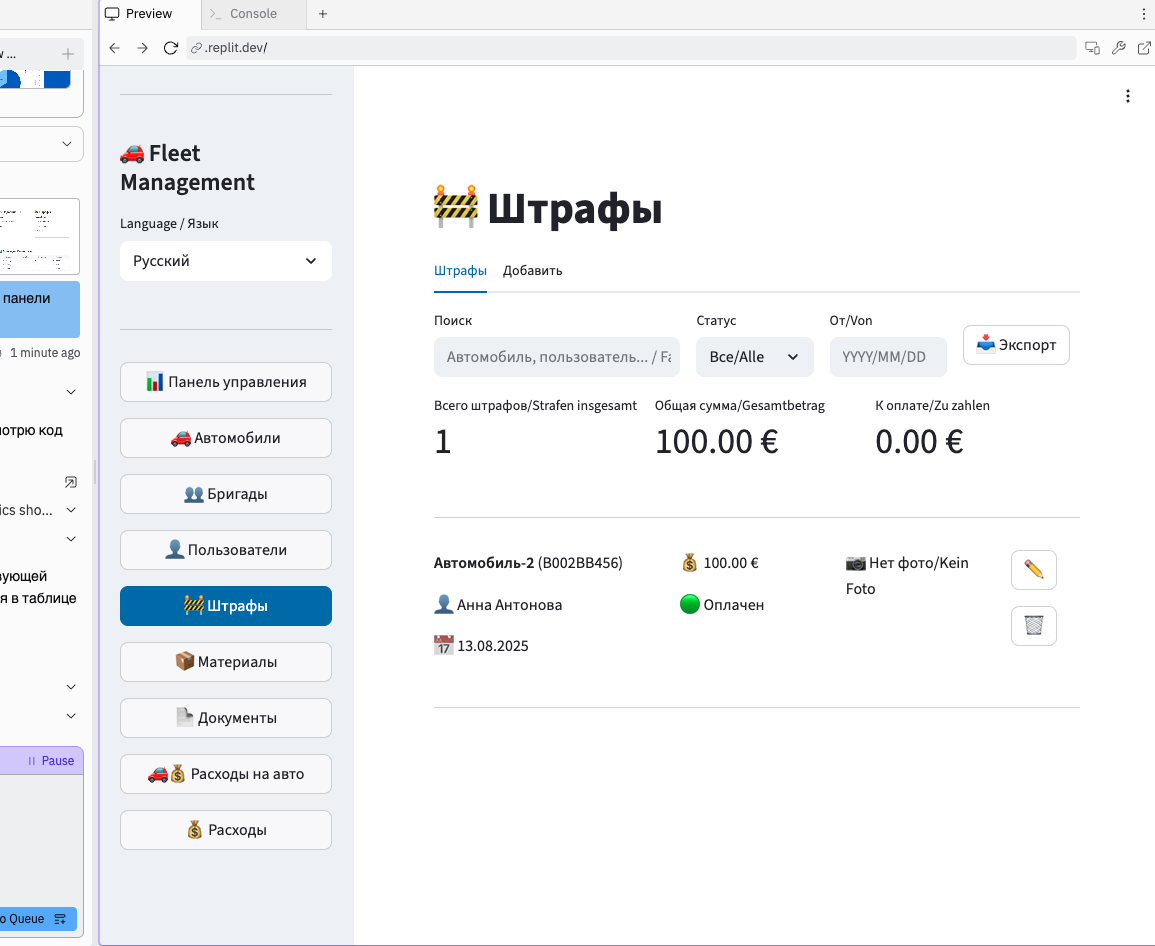 Preview
Console
.replit.dev/
w ...
панели
1 minute ago
отрю код
ics sho...
вующей
я в таблице
Pause
o Queue
Fleet
Management
Language / Язык
Русский
Панель управления
Автомобили
Бригады
Пользователи
Штрафы
Материалы
Документы
Расходы на авто
Расходы
Штрафы
Штрафы
Добавить
Поиск
Статус
От/Von
Автомобиль, пользователь... / Fa
Все/Alle
YYYY/MM/DD
Экспорт
Всего штрафов/Strafen insgesamt
Общая сумма/Gesamtbetrag
К оплате/Zu zahlen
1
100.00 €
0.00 €
Автомобиль-2 (B002BB456)
100.00 €
Нет фото/Kein
Foto
Анна Антонова
Оплачен
13.08.2025